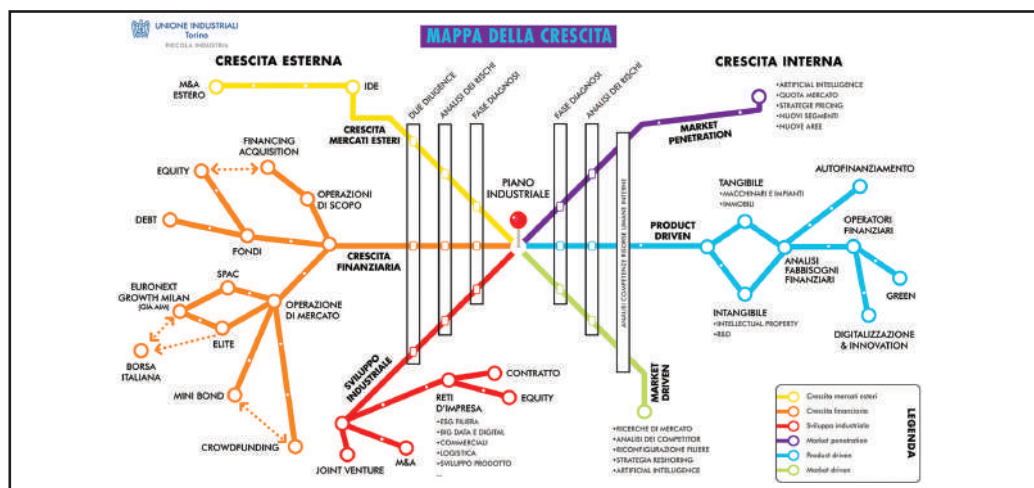 UNIONE INDUSTRIALI
Torino
PICCOLA INDUSTRIA
MAPPA DELLA CRESCITA
CRESCITA ESTERNA
CRESCITA INTERNA
M&A
ESTERO
IDE
CRESCITA
MERCATI ESTERI
DUE DILIGENCE
ANALISI DEI RISCHI
FASE DIAGNOSI
FASE DIAGNOSI
ANALISI DEI RISCHI
MARKET
PENETRATION
•ARTIFICIAL INTELLIGENCE
•QUOTA MERCATO
•STRATEGIE PRICING
•NUOVI SEGMENTI
•NUOVE AREE
FINANCING
ACQUISITION
EQUITY
OPERAZIONI
DI SCOPO
DEBT
FONDI
CRESCITA
FINANZIARIA
PIANO
INDUSTRIALE
ANALISI COMPETENZE RISORSE UMANE INTERNE
PRODUCT
DRIVEN
TANGIBILE
•MACCHINARI E IMPIANTI
•IMMOBILI
AUTOFINANZIAMENTO
OPERATORI
FINANZIARI
ANALISI
FABBISOGNI
FINANZIARI
GREEN
INTANGIBILE
•INTELLECTUAL PROPERTY
•R&D
DIGITALIZZAZIONE
& INNOVATION
SPAC
EURONEXT
GROWTH MILAN
(GIÀ AIM)
OPERAZIONE
DI MERCATO
ELITE
BORSA
ITALIANA
MINI BOND
CROWDFUNDING
SVILUPPO
INDUSTRIALE
CONTRATTO
EQUITY
RETI
D'IMPRESA
•ESG FILIERA
•BIG DATA E DIGITAL
•COMMERCIALI
•LOGISTICA
•SVILUPPO PRODOTTO
...
JOINT VENTURE
M&A
MARKET
DRIVEN
•RICERCHE DI MERCATO
•ANALISI DEI COMPETITOR
•RICONFIGURAZIONE FILIERE
•STRATEGIA RESHORING
•ARTIFICIAL INTELLIGENCE
LEGENDA
Crescita mercati esteri
Crescita finanziaria
Sviluppo industriale
Market penetration
Product driven
Market driven